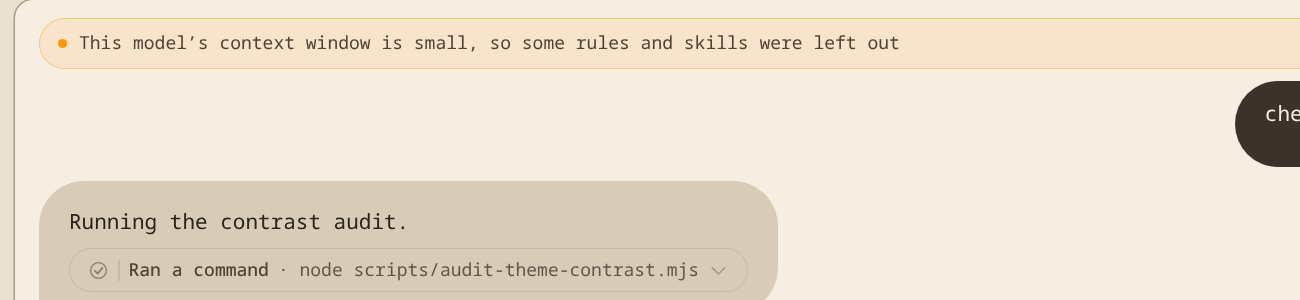 This model’s context window is small, so some rules and skills were left out
che
Running the contrast audit.
Ran a command · node scripts/audit-theme-contrast.mjs